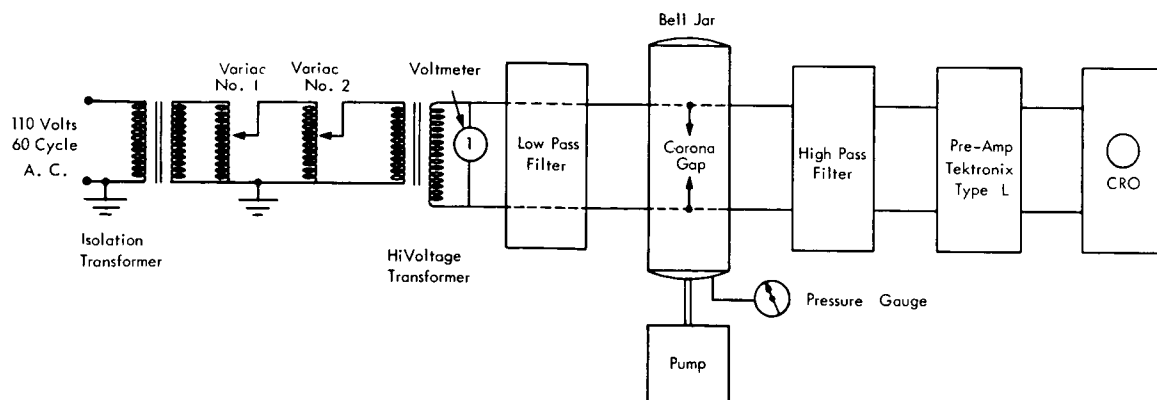 Bell Jar
Variac
No. 1
Variac
No. 2
Voltmeter
110 Volts
60 Cycle
A. C.
1
Low Pass
Filter
Corona
Gap
High Pass
Filter
Pre-Amp
Tektronix
Type L
CRO
Isolation
Transformer
HiVoltage
Transformer
Pressure Gauge
Pump